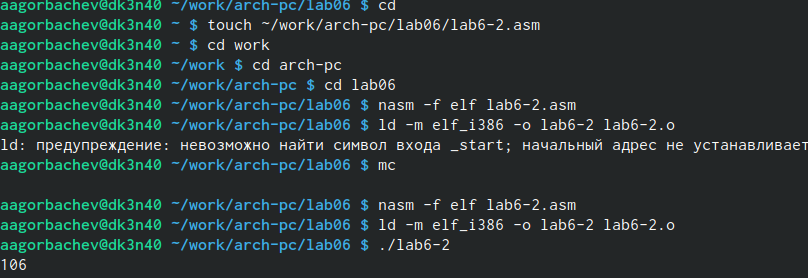 aagorbachev@dk3n40 ~/work/arch-pc/lab06 $ cd
aagorbachev@dk3n40 ~ $ touch ~/work/arch-pc/lab06/lab6-2.asm
aagorbachev@dk3n40 ~ $ cd work
aagorbachev@dk3n40 ~/work $ cd arch-pc
aagorbachev@dk3n40 ~/work/arch-pc $ cd lab06
aagorbachev@dk3n40 ~/work/arch-pc/lab06 $ nasm -f elf lab6-2.asm
aagorbachev@dk3n40 ~/work/arch-pc/lab06 $ ld -m elf_i386 -o lab6-2 lab6-2.o
ld: предупреждение: невозможно найти символ входа _start; начальный адрес не устанавливает
aagorbachev@dk3n40 ~/work/arch-pc/lab06 $ mc
aagorbachev@dk3n40 ~/work/arch-pc/lab06 $ nasm -f elf lab6-2.asm
aagorbachev@dk3n40 ~/work/arch-pc/lab06 $ ld -m elf_i386 -o lab6-2 lab6-2.o
aagorbachev@dk3n40 ~/work/arch-pc/lab06 $ ./lab6-2
106